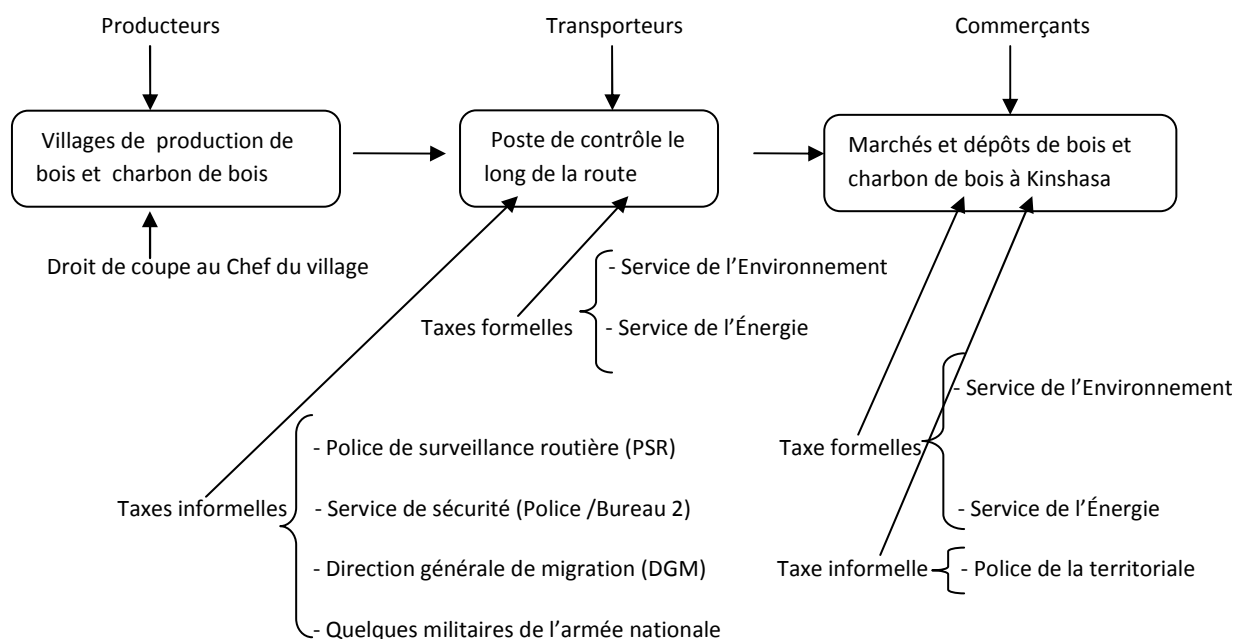 Producteurs
Transporteurs
Commerçants
Villages de production de
bois et charbon de bois
Poste de contrôle le
long de la route
Marchés et dépôts de bois et
charbon de bois à Kinshasa
Droit de coupe au Chef du village
- Service de l’Environnement
Taxes formelles
- Service de l’Énergie
- Service de l’Environnement
Taxe formelles
- Service de l’Énergie
- Police de surveillance routière (PSR)
Taxes informelles
- Service de sécurité (Police /Bureau 2)
- Direction générale de migration (DGM)
- Quelques militaires de l’armée nationale
Taxe informelle
- Police de la territoriale